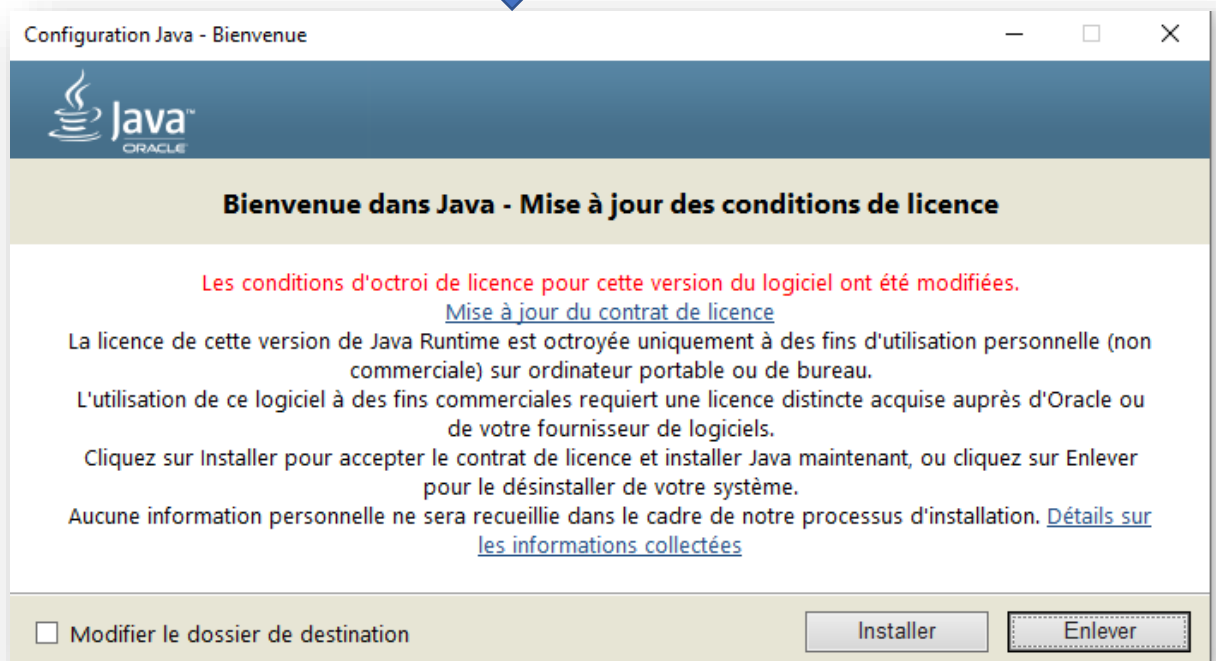 Configuration Java - Bienvenue
Java™
ORACLE
Bienvenue dans Java - Mise à jour des conditions de licence
Les conditions d'octroi de licence pour cette version du logiciel ont été modifiées.
Mise à jour du contrat de licence
La licence de cette version de Java Runtime est octroyée uniquement à des fins d'utilisation personnelle (non
commerciale) sur ordinateur portable ou de bureau.
L'utilisation de ce logiciel à des fins commerciales requiert une licence distincte acquise auprès d'Oracle ou
de votre fournisseur de logiciels.
Cliquez sur Installer pour accepter le contrat de licence et installer Java maintenant, ou cliquez sur Enlever
pour le désinstaller de votre système.
Aucune information personnelle ne sera recueillie dans le cadre de notre processus d'installation. Détails sur
les informations collectées
Modifier le dossier de destination
Installer
Enlever